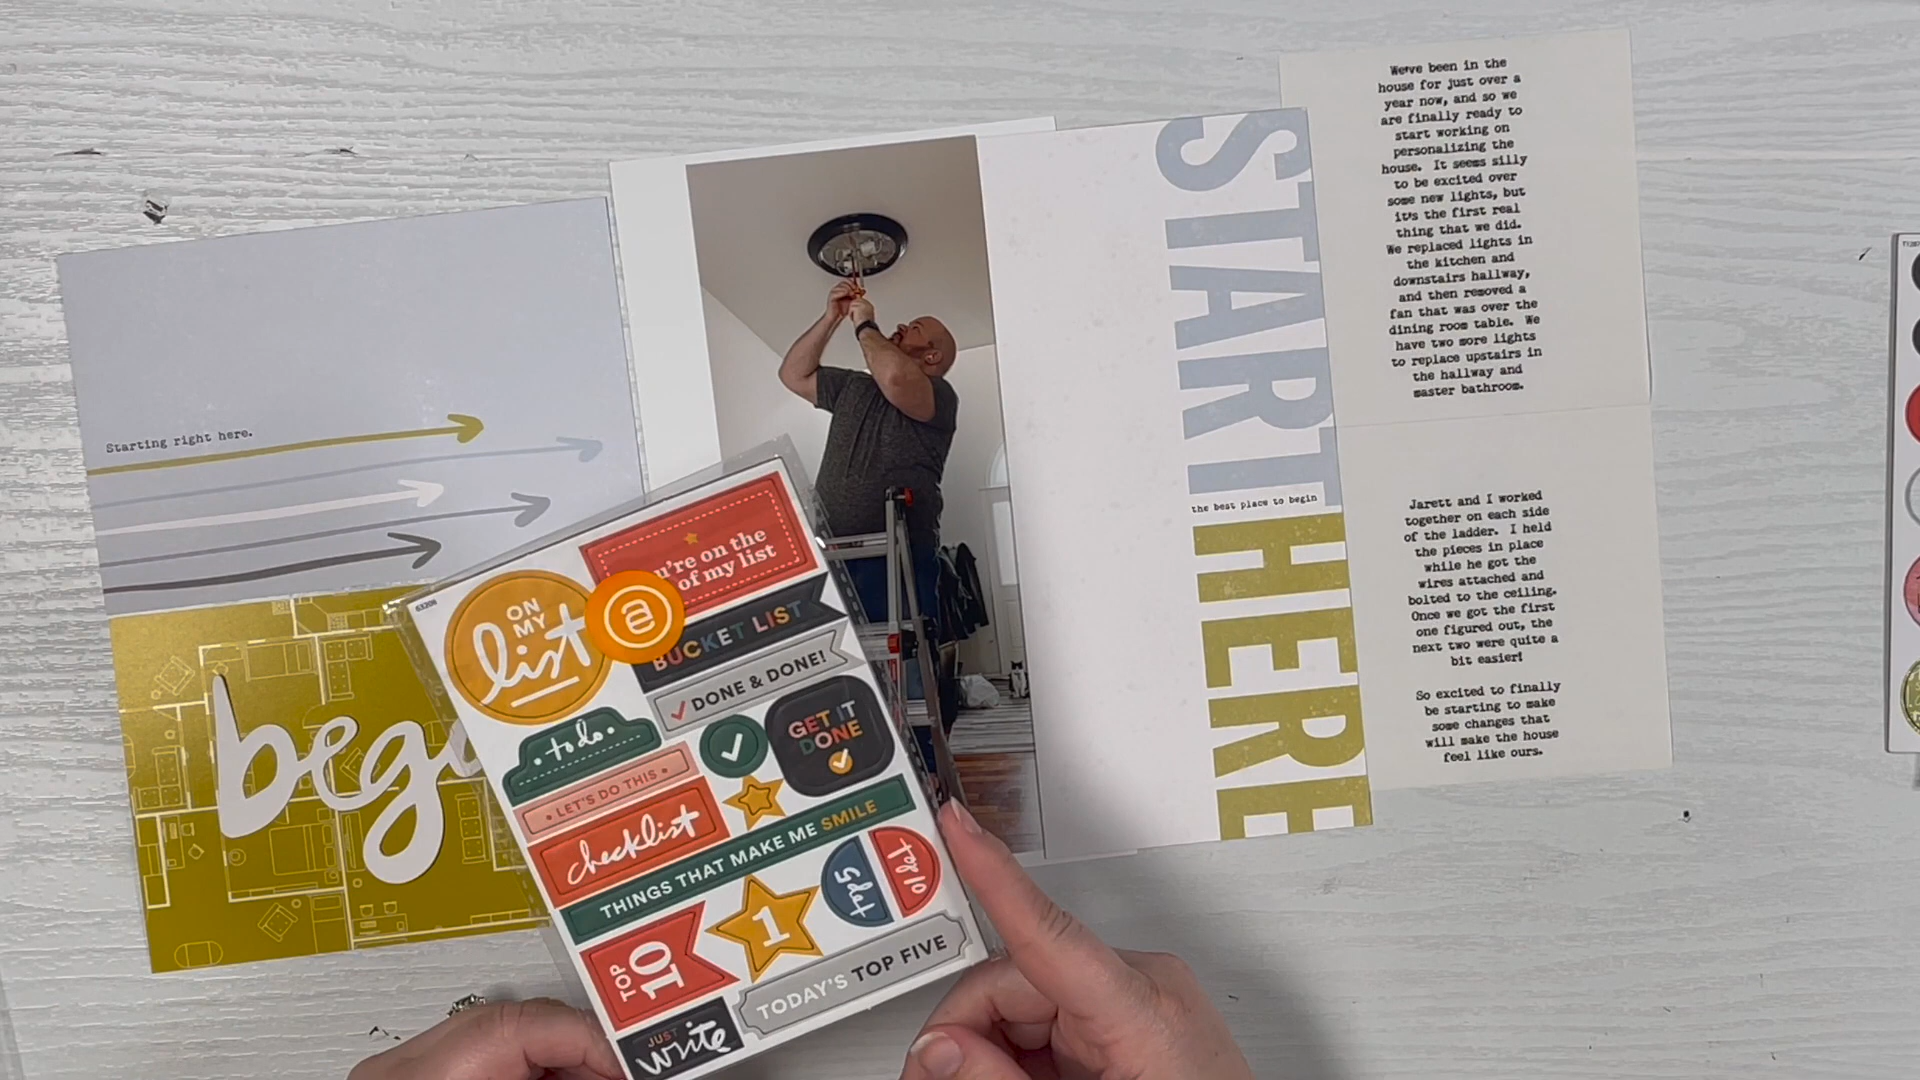 Starting right here.
bega
START
the best place to begin
HERE
We've been in the
house for just over a
year now, and so we
are finally ready to
start working on
personalizing the
house. It seems silly
to be excited over
some new lights, but
it's the first real
thing that we did.
We replaced lights in
the kitchen and
downstairs hallway,
and then removed a
fan that was over the
dining room table. We
have two more lights
to replace upstairs in
the hallway and
master bathroom.
Jarett and I worked
together on each side
of the ladder. I held
the pieces in place
while he got the
wires attached and
bolted to the ceiling.
Once we got the first
one figured out, the
next two were quite a
bit easier!
So excited to finally
be starting to make
some changes that
will make the house
feel like ours.
63208
're on the
of my list
ON
MY
list
a
BUCKET LIST
DONE & DONE!
• to do •
GET IT
DONE
• LET'S DO THIS •
checklist
THINGS THAT MAKE ME SMILE
top 5
TOP
10
1
TODAY'S TOP FIVE
JUST
write